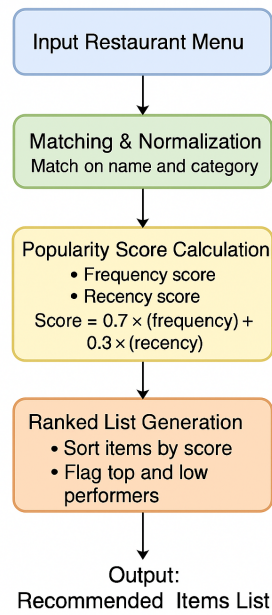 Input Restaurant Menu
Matching & Normalization
Match on name and category
Popularity Score Calculation
• Frequency score
• Recency score
Score = 0.7 × (frequency) +
0.3 × (recency)
Ranked List Generation
• Sort items by score
• Flag top and low
performers
Output:
Recommended Items List